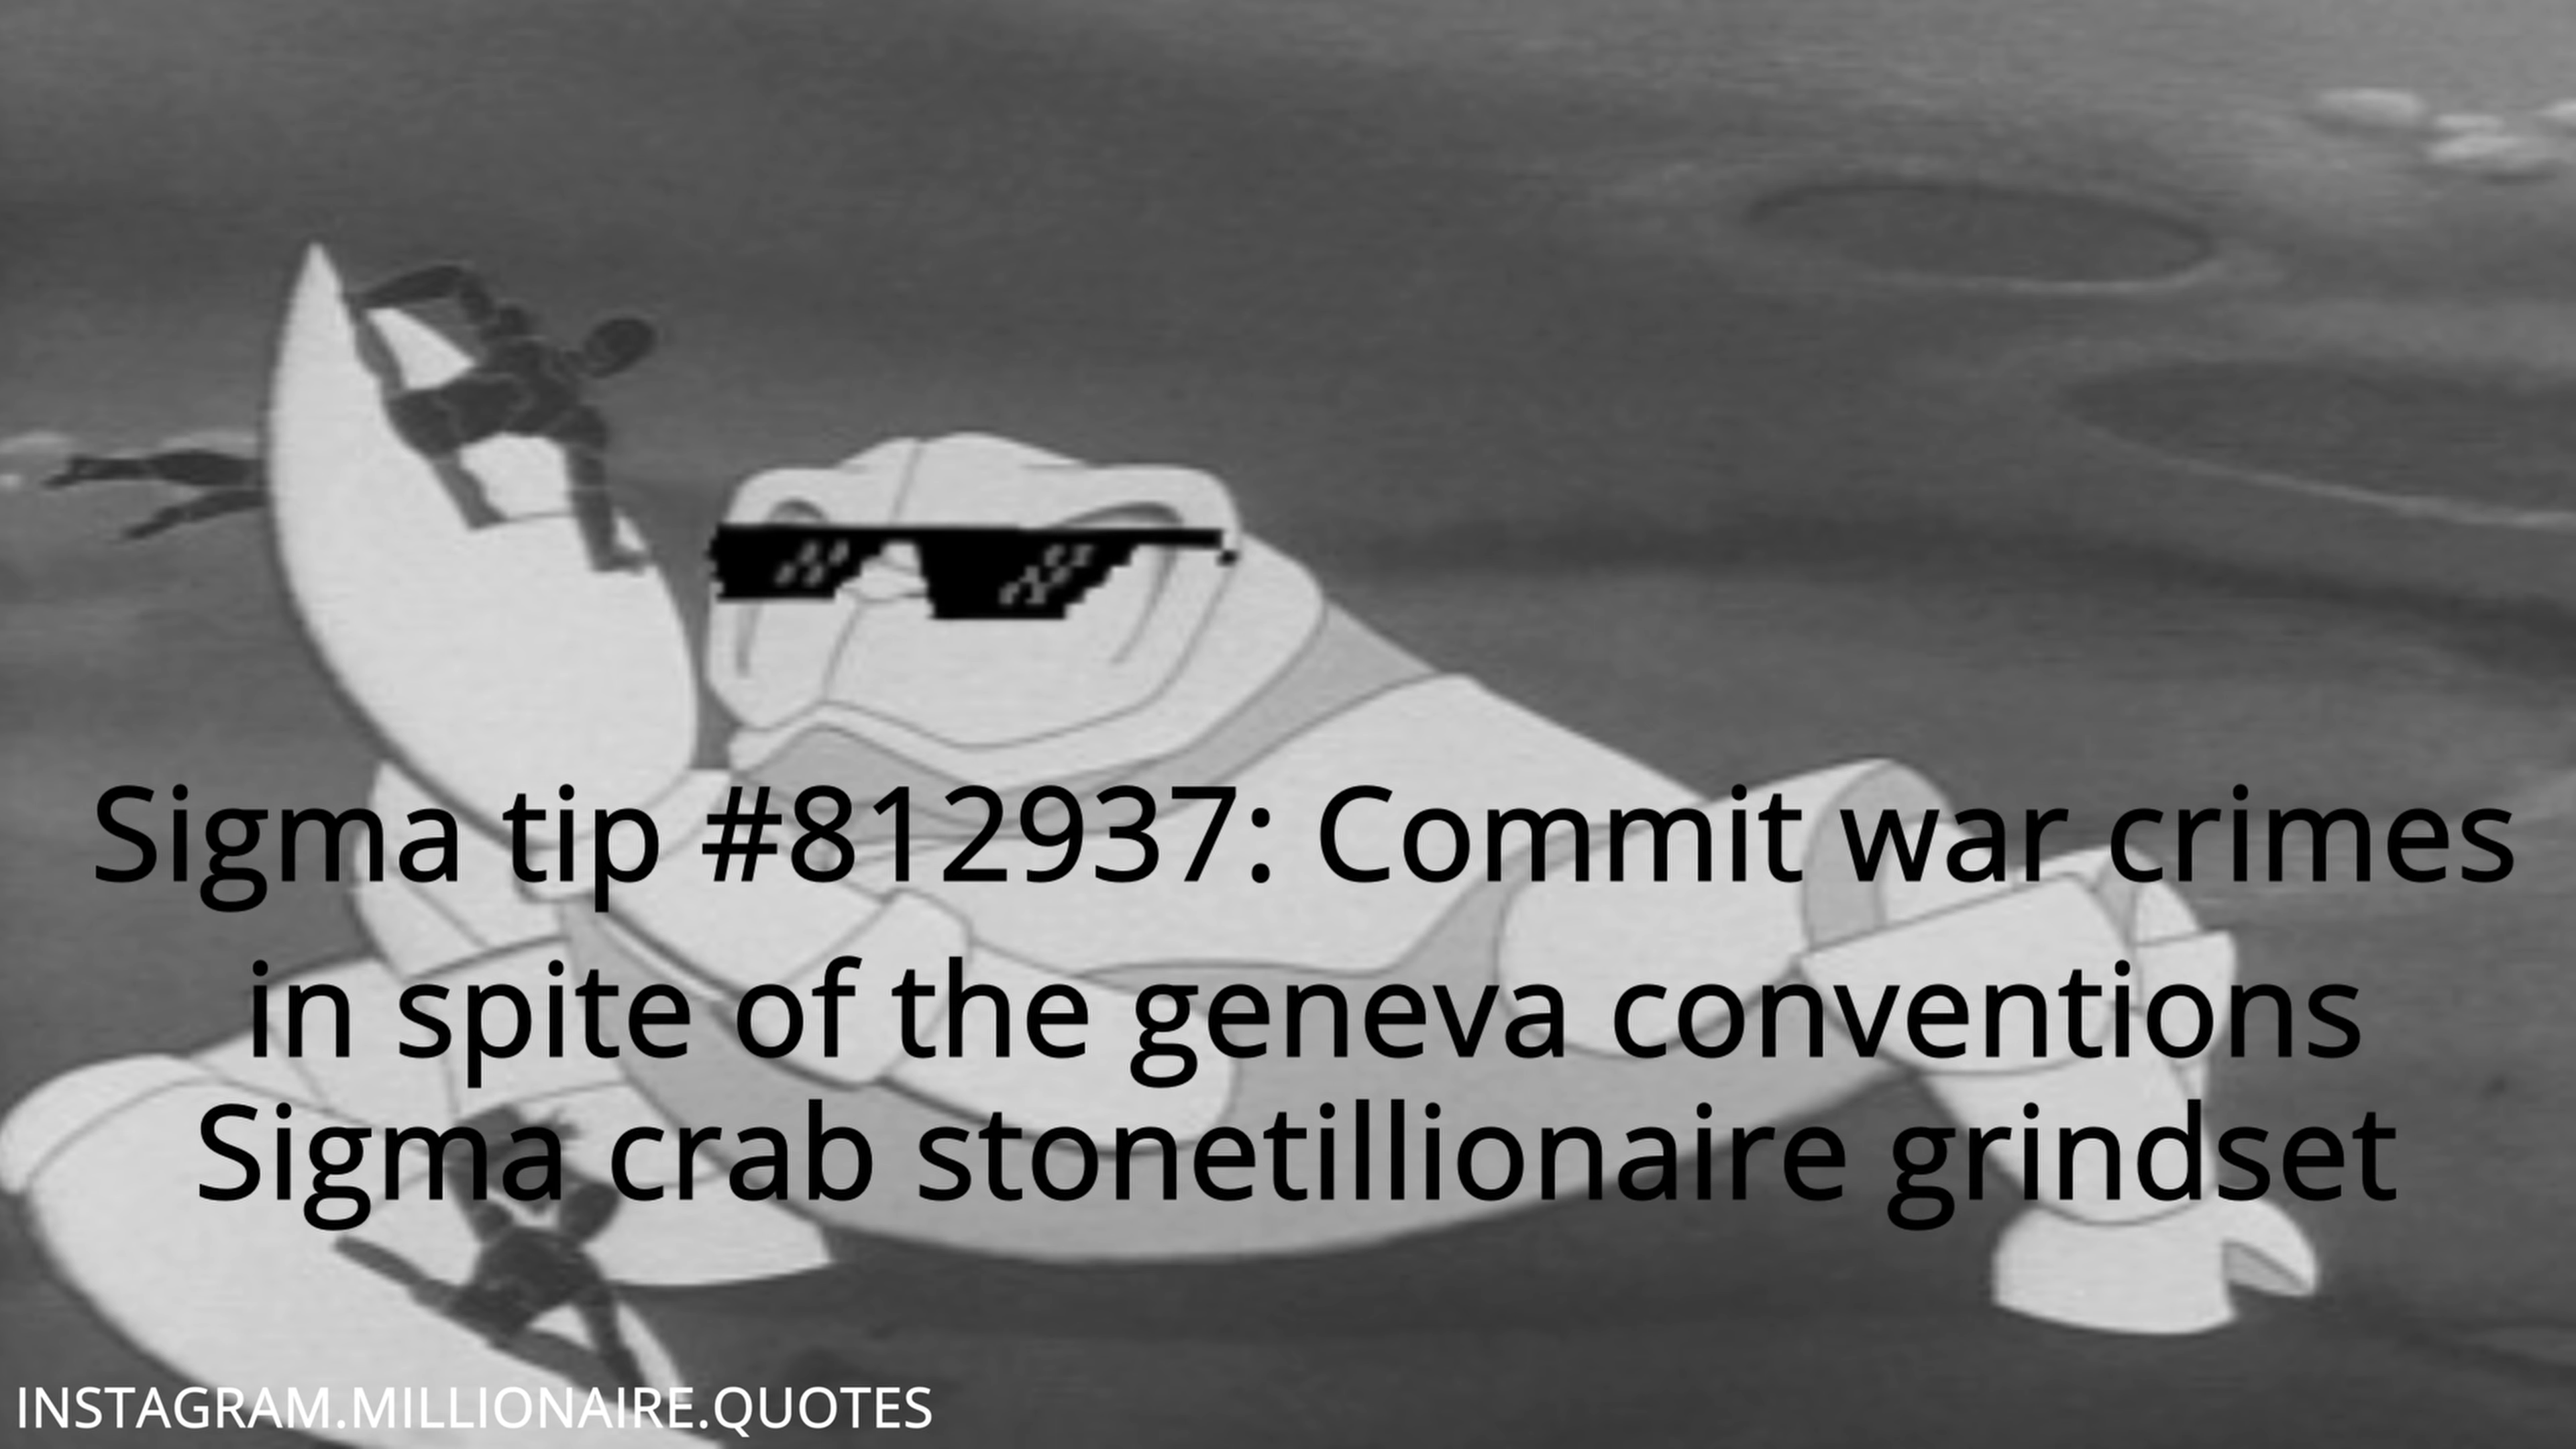 Sigma tip #812937: Commit war crimes
in spite of the geneva conventions
Sigma crab stonetillionaire grindset
INSTAGRAM.MILLIONAIRE.QUOTES